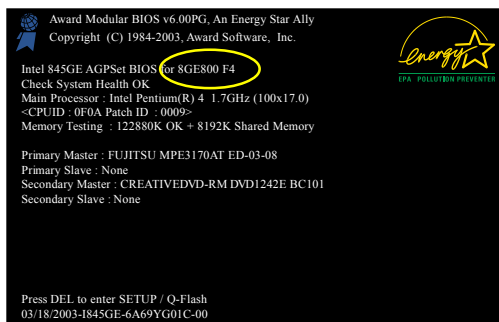 Award Modular BIOS v6.00PG, An Energy Star Ally
Copyright (C) 1984-2003, Award Software, Inc.
energy
EPA POLLUTION PREVENTER
Intel 845GE AGPSet BIOS for 8GE800 F4
Check System Health OK
Main Processor : Intel Pentium(R) 4 1.7GHz (100x17.0)
<CPUID : 0F0A Patch ID : 0009>
Memory Testing : 122880K OK + 8192K Shared Memory
Primary Master : FUJITSU MPE3170AT ED-03-08
Primary Slave : None
Secondary Master : CREATIVEDVD-RM DVD1242E BC101
Secondary Slave : None
Press DEL to enter SETUP / Q-Flash
03/18/2003-I845GE-6A69YG01C-00